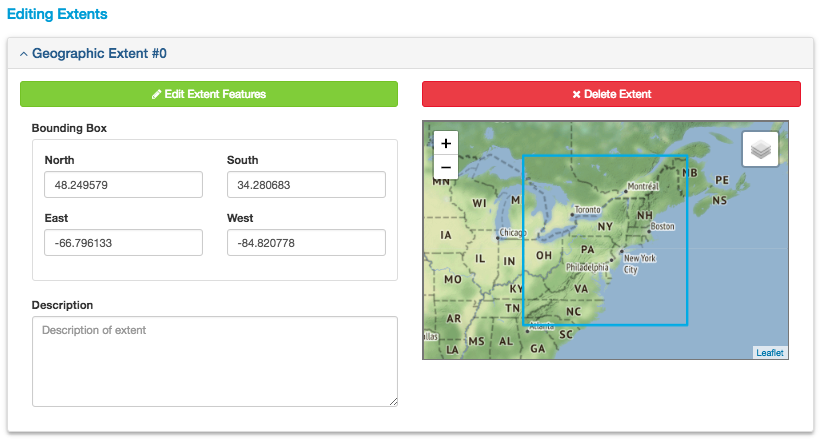 Editing Extents
Geographic Extent #0
Edit Extent Features
Delete Extent
Bounding Box
North
South
48.249579
34.280683
East
West
-66.796133
-84.820778
Description
Description of extent
+
−
MN
WI
M
IA
Chicago
IL
IN
OH
MO
KY
TN
AR
MS
AL
GA
LA
Atlanta
SC
NC
VA
PA
Philadelphia
New York
City
NY
NH
Boston
Toronto
Montréal
NB
PE
NS
llas
Leaflet